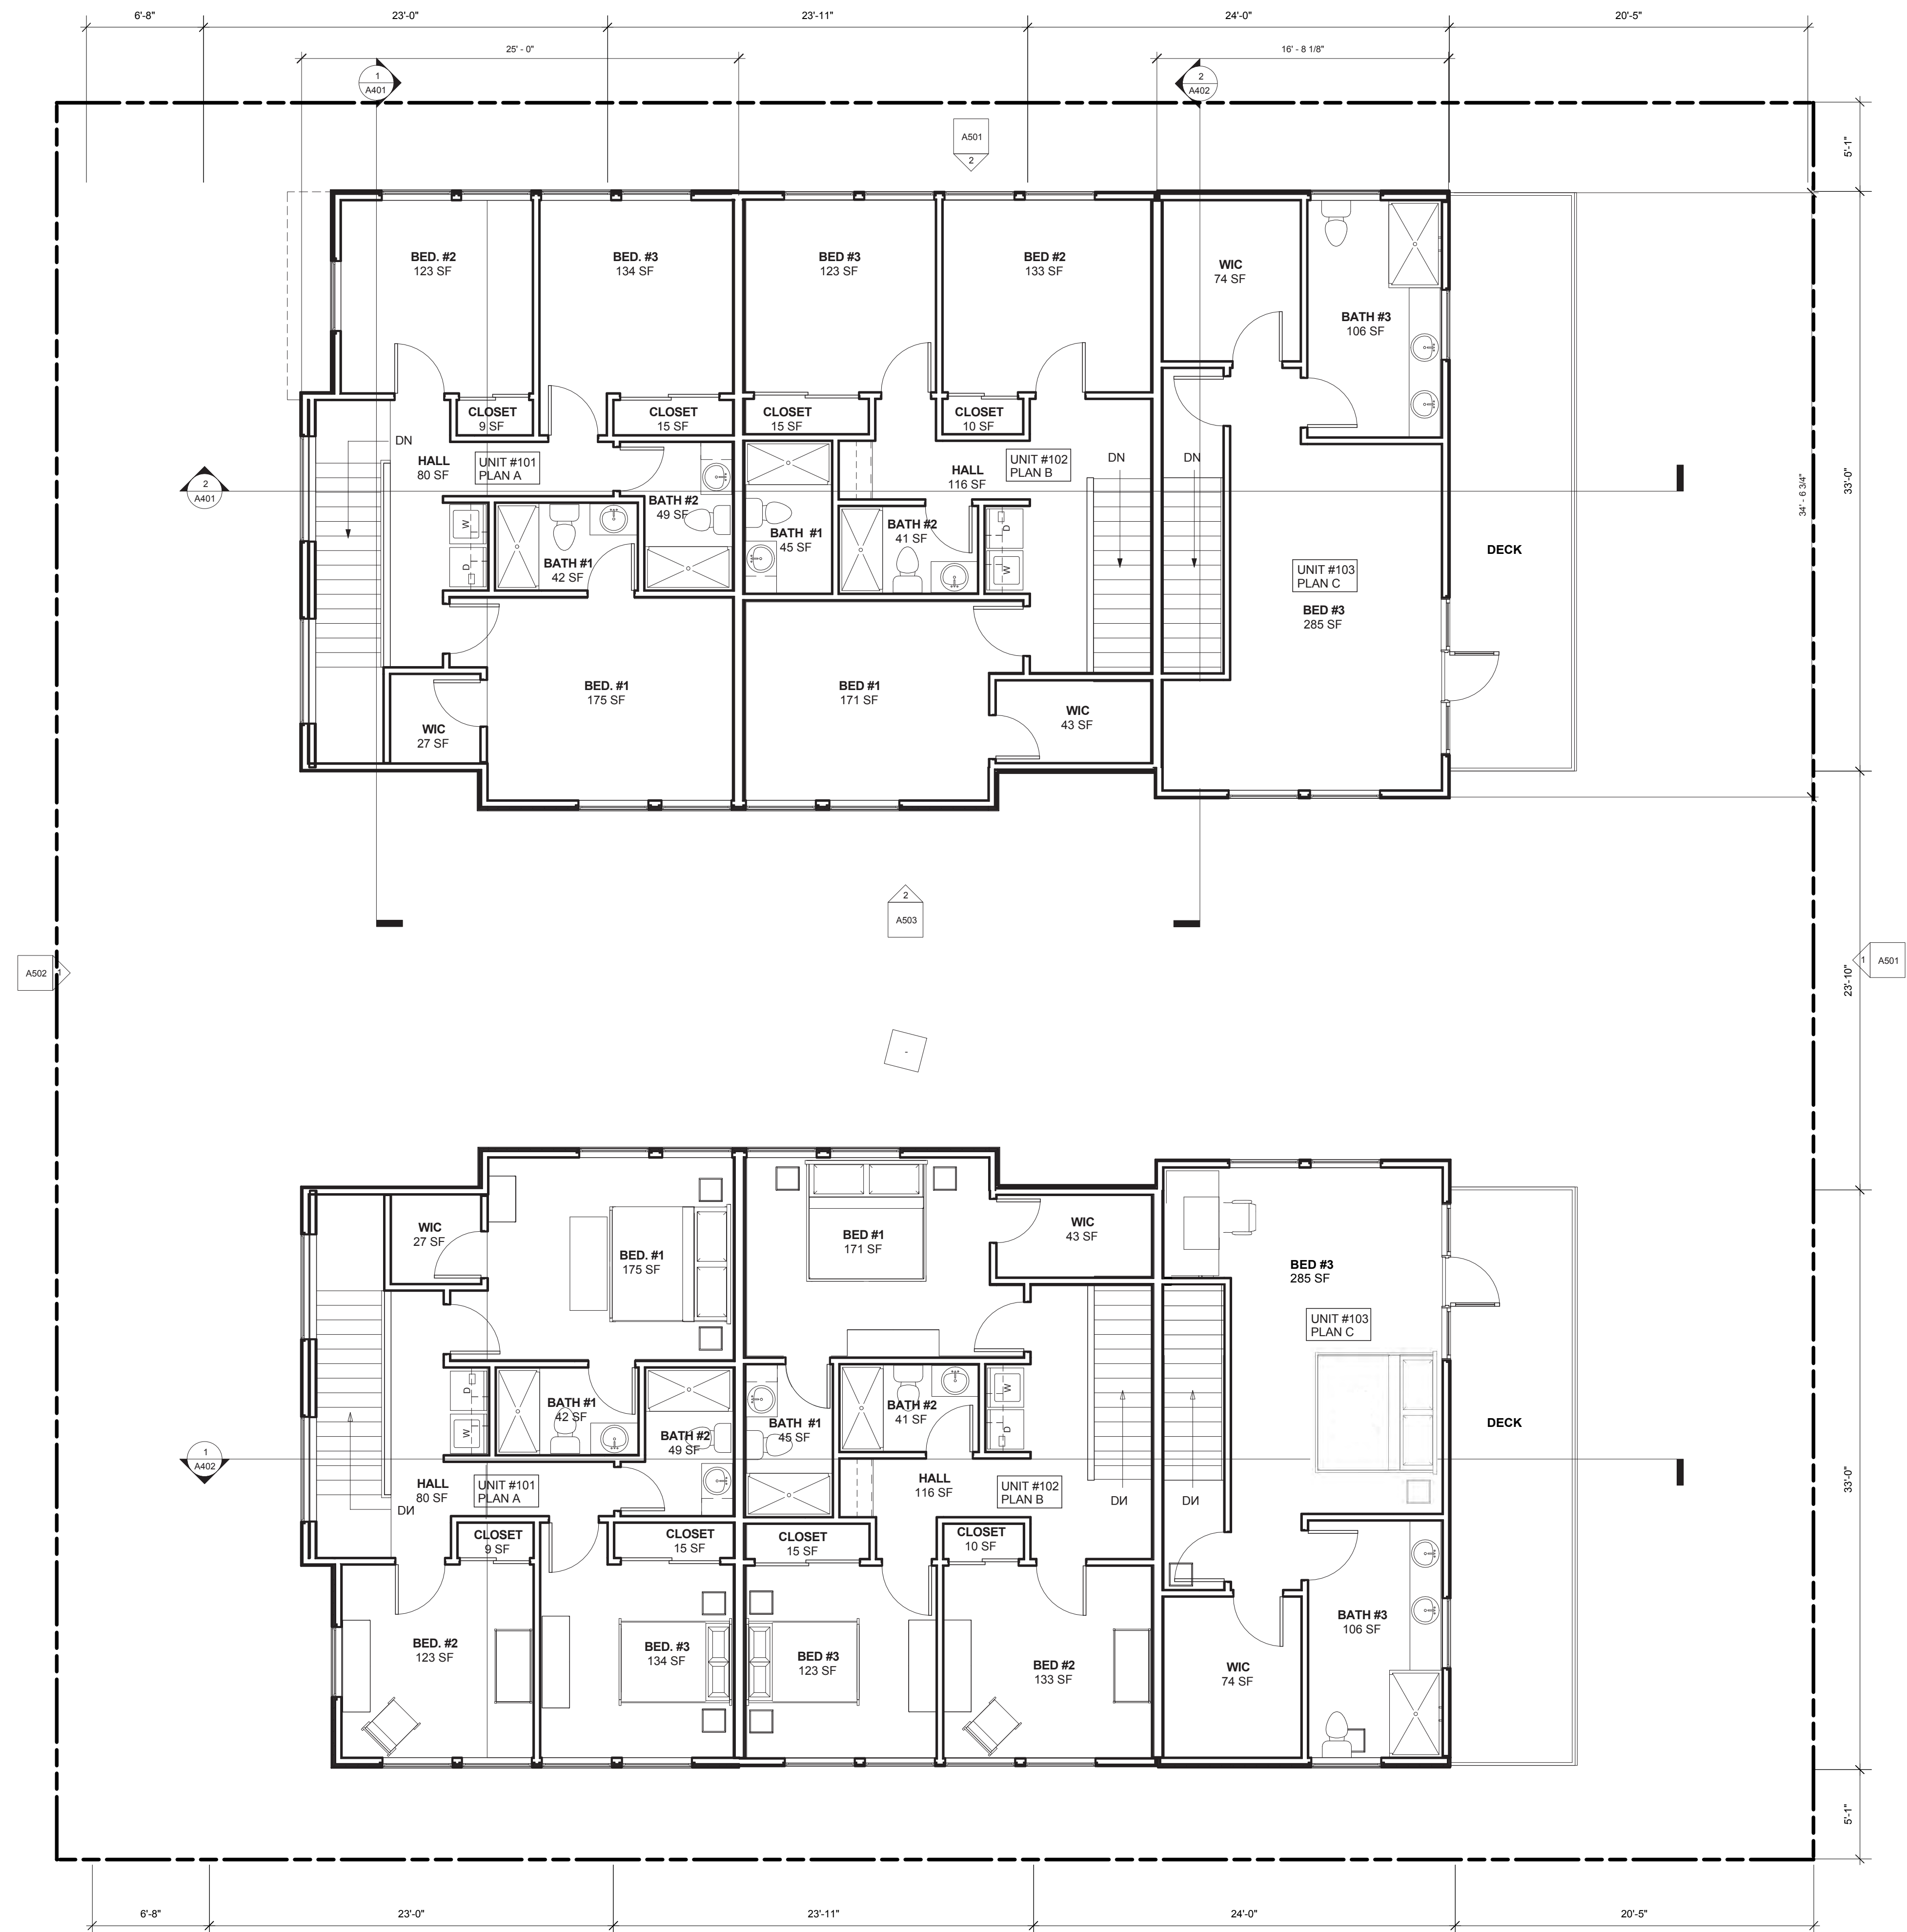 6'-8"
23'-0"
23'-11"
24'-0"
20'-5"
25' - 0"
16' - 8 1/8"
1
A401
2
A402
A501
2
5'-1"
BED. #2
123 SF
BED. #3
134 SF
BED #3
123 SF
BED #2
133 SF
WIC
74 SF
BATH #3
106 SF
CLOSET
9 SF
CLOSET
15 SF
CLOSET
15 SF
CLOSET
10 SF
DN
HALL
80 SF
UNIT #101
PLAN A
HALL
116 SF
UNIT #102
PLAN B
DN
DN
2
A401
33'-0"
34' - 6 3/4"
BATH #2
49 SF
W
D
BATH #1
42 SF
BATH #1
45 SF
BATH #2
41 SF
D
W
DECK
UNIT #103
PLAN C
BED #3
285 SF
BED. #1
175 SF
BED #1
171 SF
WIC
27 SF
WIC
43 SF
2
A503
A502
1
1
A501
23'-10"
-
WIC
27 SF
BED. #1
175 SF
BED #1
171 SF
WIC
43 SF
BED #3
285 SF
UNIT #103
PLAN C
D
W
BATH #1
42 SF
BATH #2
49 SF
BATH #1
45 SF
BATH #2
41 SF
W
D
DECK
1
A402
HALL
80 SF
UNIT #101
PLAN A
HALL
116 SF
UNIT #102
PLAN B
DN
DN
DN
33'-0"
CLOSET
9 SF
CLOSET
15 SF
CLOSET
15 SF
CLOSET
10 SF
BED. #2
123 SF
BED. #3
134 SF
BED #3
123 SF
BED #2
133 SF
WIC
74 SF
BATH #3
106 SF
5'-1"
6'-8"
23'-0"
23'-11"
24'-0"
20'-5"